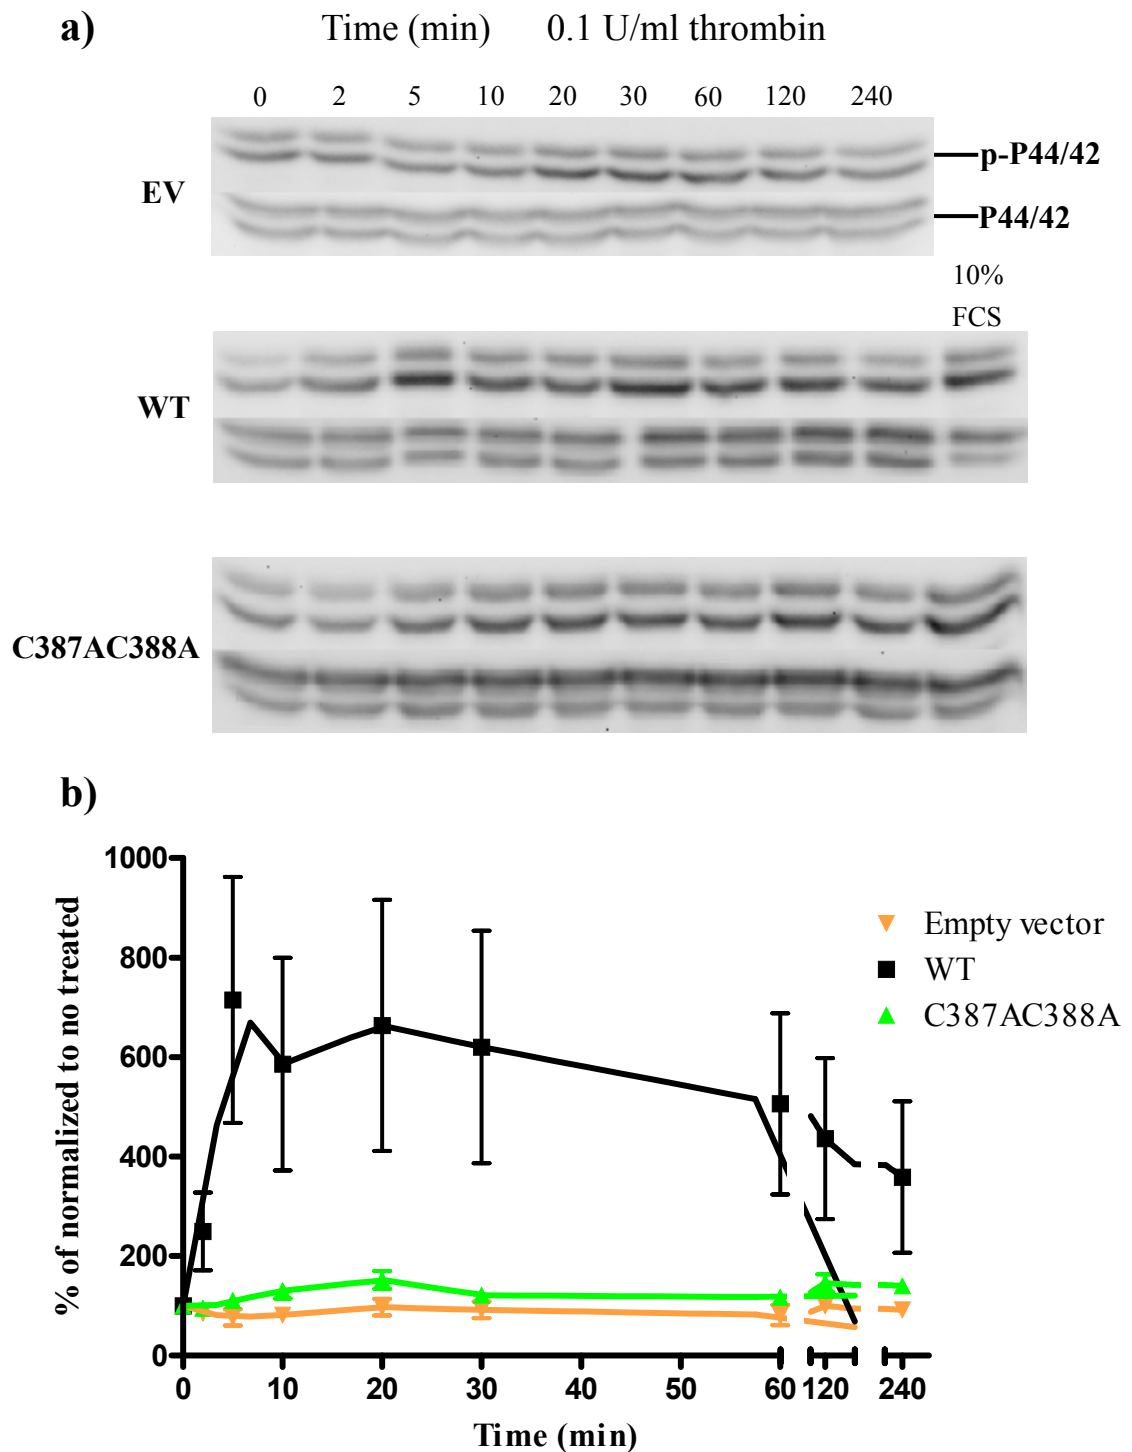 a)
Time (min) 0.1 U/ml thrombin
0 2 5 10 20 30 60 120 240
EV
p-P44/42
P44/42
10%
FCS
WT
C387AC388A
b)
% of normalized to no treated
1000
800
600
400
200
0
Empty vector
WT
C387AC388A
0 10 20 30 40 50 60 120 240
Time (min)